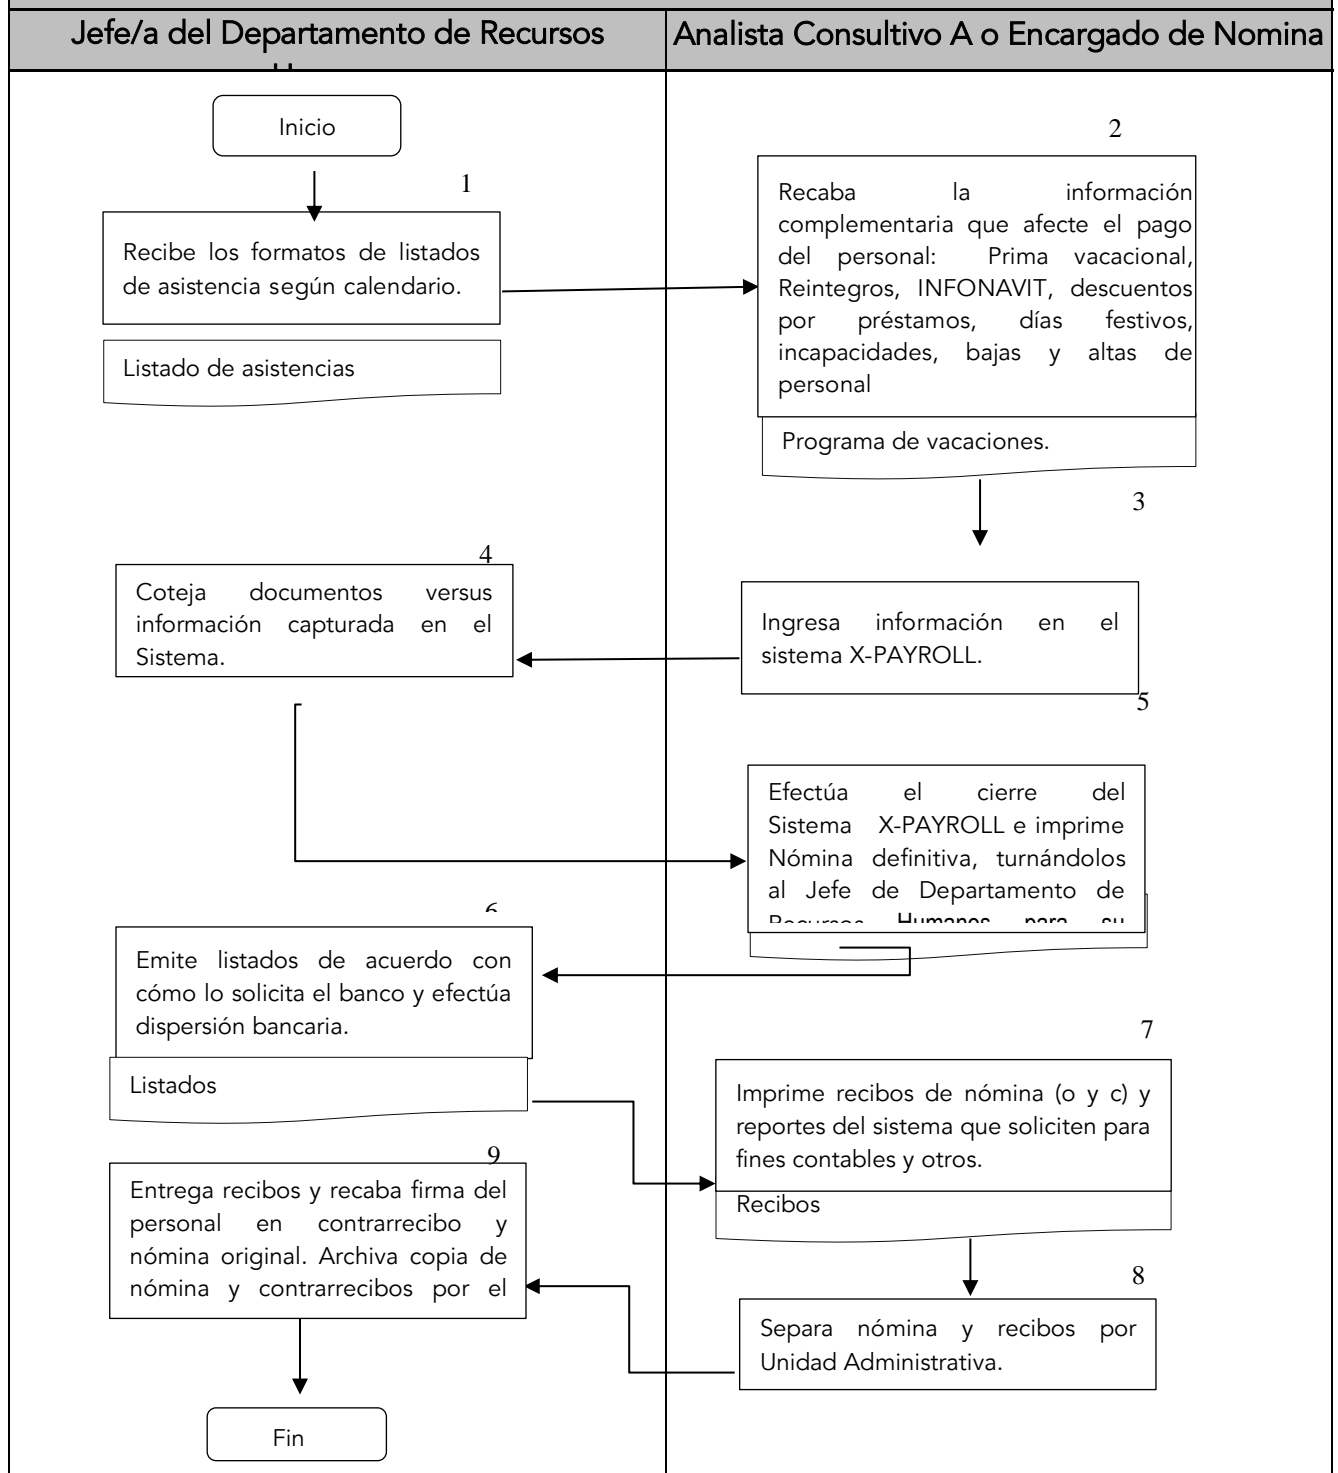 Jefe/a del Departamento de Recursos
Analista Consultivo A o Encargado de Nomina
Inicio
1
Recibe los formatos de listados
de asistencia según calendario.
Listado de asistencias
2
Recaba la información
complementaria que afecte el pago
del personal: Prima vacacional,
Reintegros, INFONAVIT, descuentos
por préstamos, días festivos,
incapacidades, bajas y altas de
personal
Programa de vacaciones.
3
Ingresa información en el
sistema X-PAYROLL.
4
Coteja documentos versus
información capturada en el
Sistema.
5
Efectúa el cierre del
Sistema X-PAYROLL e imprime
Nómina definitiva, turnándolos
al Jefe de Departamento de
Recursos Humanos para su
6
Emite listados de acuerdo con
cómo lo solicita el banco y efectúa
dispersión bancaria.
Listados
7
Imprime recibos de nómina (o y c) y
reportes del sistema que soliciten para
fines contables y otros.
Recibos
8
Separa nómina y recibos por
Unidad Administrativa.
9
Entrega recibos y recaba firma del
personal en contrarrecibo y
nómina original. Archiva copia de
nómina y contrarrecibos por el
Fin